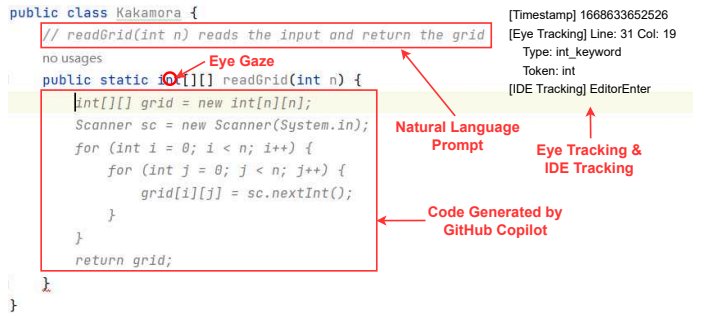 public class Kakamora {
// readGrid(int n) reads the input and return the grid
no usages
Eye Gaze
public static int[][] readGrid(int n) {
int[][] grid = new int[n][n];
Scanner sc = new Scanner(System.in);
for (int i = 0; i < n; i++) {
for (int j = 0; j < n; j++) {
grid[i][j] = sc.nextInt();
}
}
return grid;
}
}
[Timestamp] 1668633652526
[Eye Tracking] Line: 31 Col: 19
Type: int_keyword
Token: int
[IDE Tracking] EditorEnter
Natural Language
Prompt
Eye Tracking &
IDE Tracking
Code Generated by
GitHub Copilot